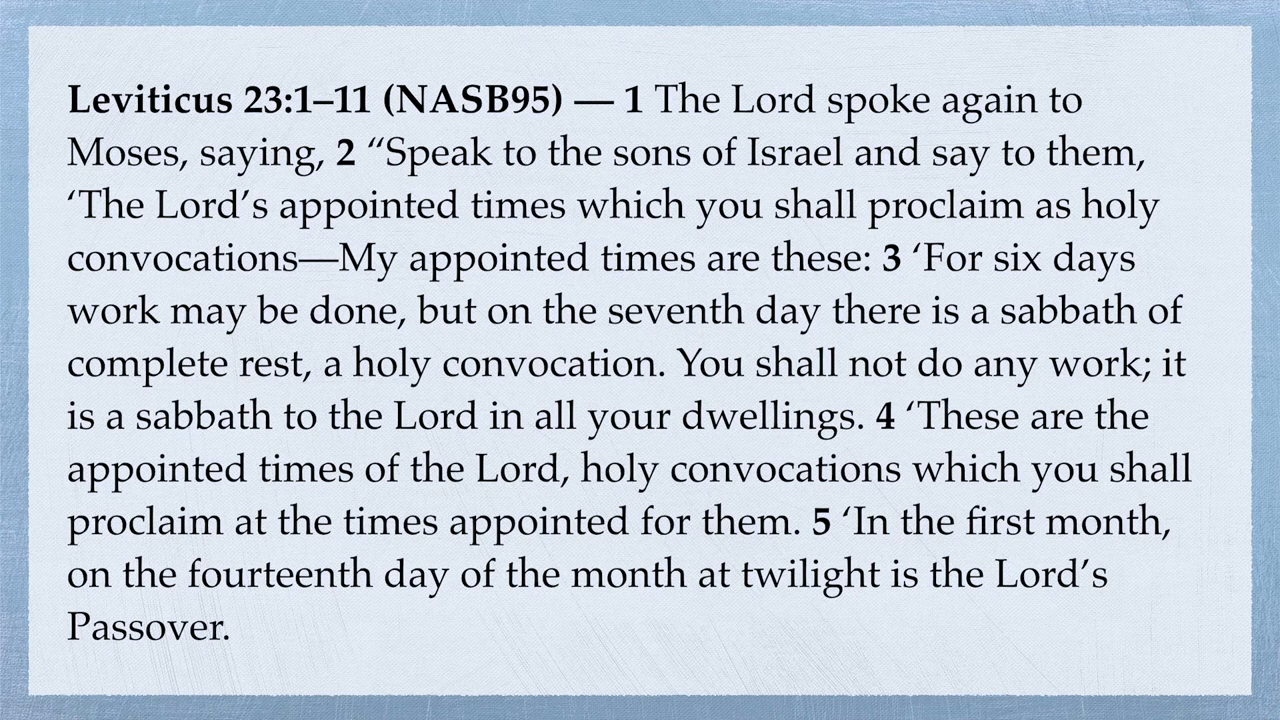 Leviticus 23:1–11 (NASB95) — 1 The Lord spoke again to
Moses, saying, 2 “Speak to the sons of Israel and say to them,
‘The Lord’s appointed times which you shall proclaim as holy
convocations—My appointed times are these: 3 ‘For six days
work may be done, but on the seventh day there is a sabbath of
complete rest, a holy convocation. You shall not do any work; it
is a sabbath to the Lord in all your dwellings. 4 ‘These are the
appointed times of the Lord, holy convocations which you shall
proclaim at the times appointed for them. 5 ‘In the first month,
on the fourteenth day of the month at twilight is the Lord’s
Passover.